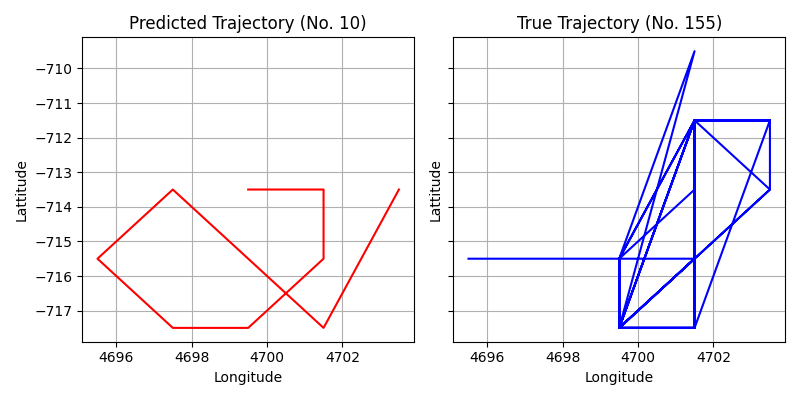 Predicted Trajectory (No. 10)
True Trajectory (No. 155)
Lattitude
−710
−711
−712
−713
−714
−715
−716
−717
4696
4698
4700
4702
Longitude
Lattitude
4696
4698
4700
4702
Longitude